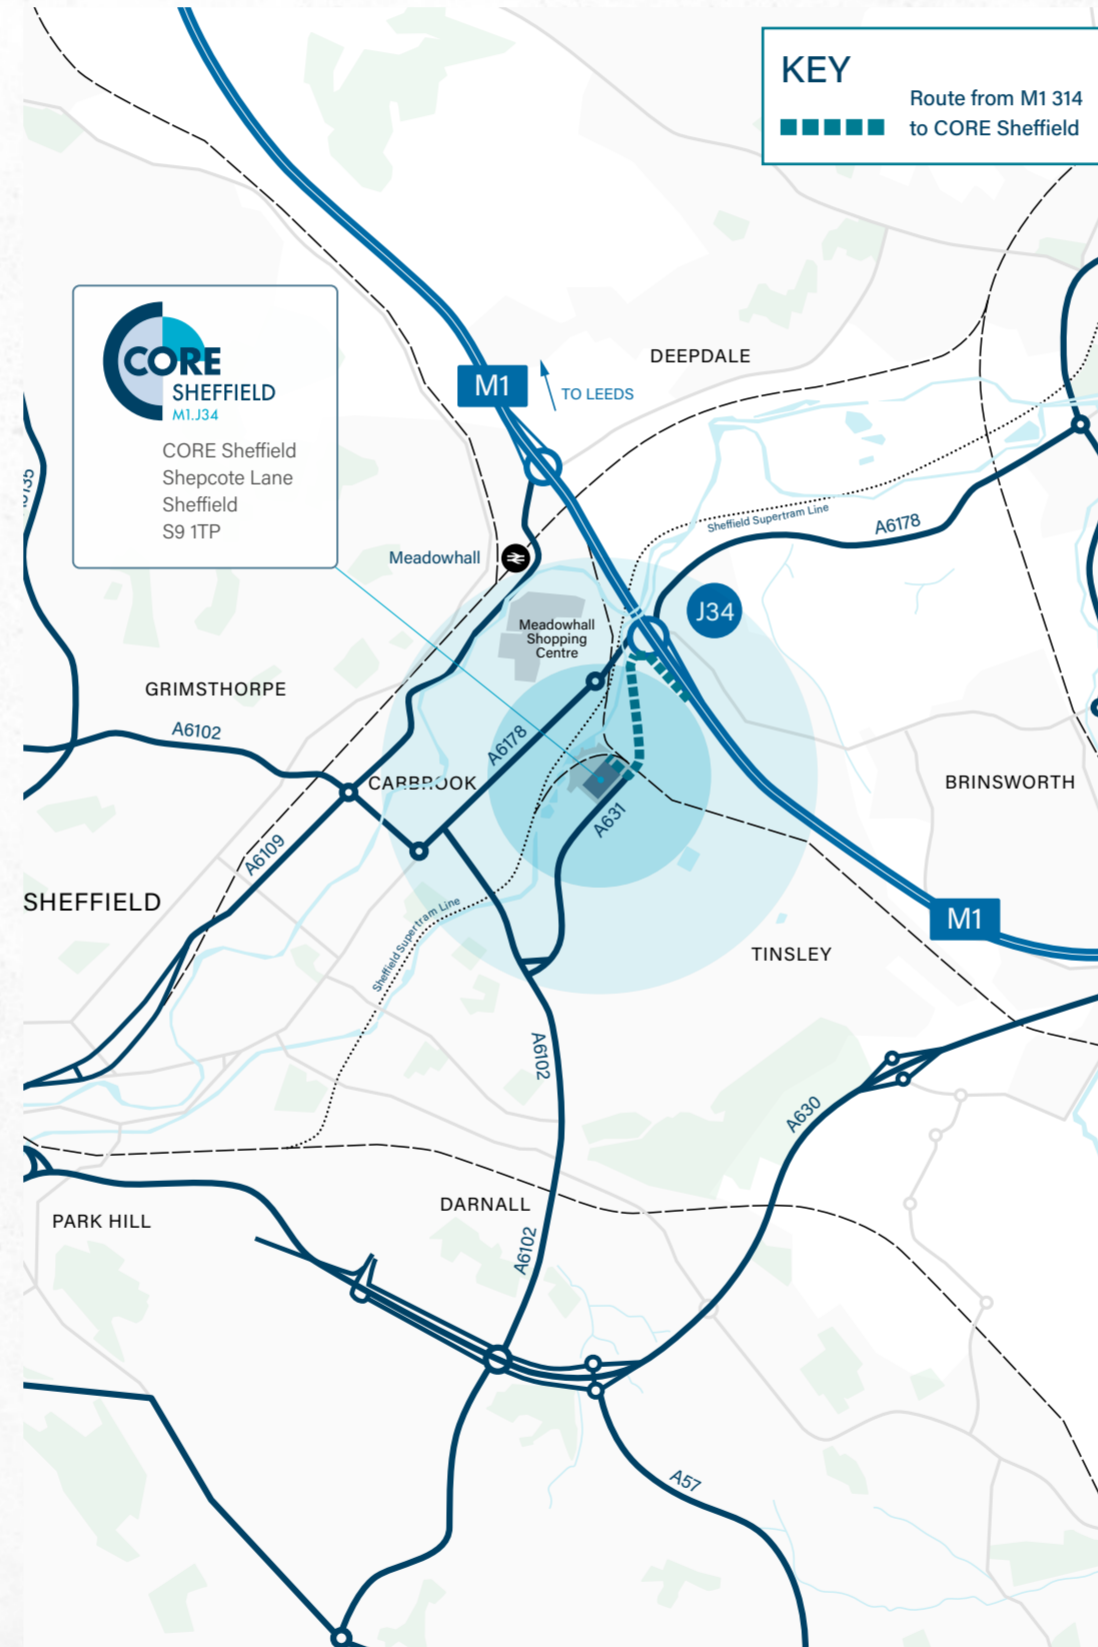 KEY
Route from M1 314
to CORE Sheffield
CORE
SHEFFIELD
M1.J34
CORE Sheffield
Shepcote Lane
Sheffield
S9 1TP
M1
TO LEEDS
DEEPDALE
Meadowhall
Sheffield Supertram Line
A6178
J34
Meadowhall
Shopping
Centre
GRIMSTHORPE
A6102
A6178
CARBROOK
BRINSWORTH
A631
A6109
SHEFFIELD
Sheffield Supertram Line
M1
TINSLEY
A6102
A630
DARNALL
PARK HILL
A6102
A57